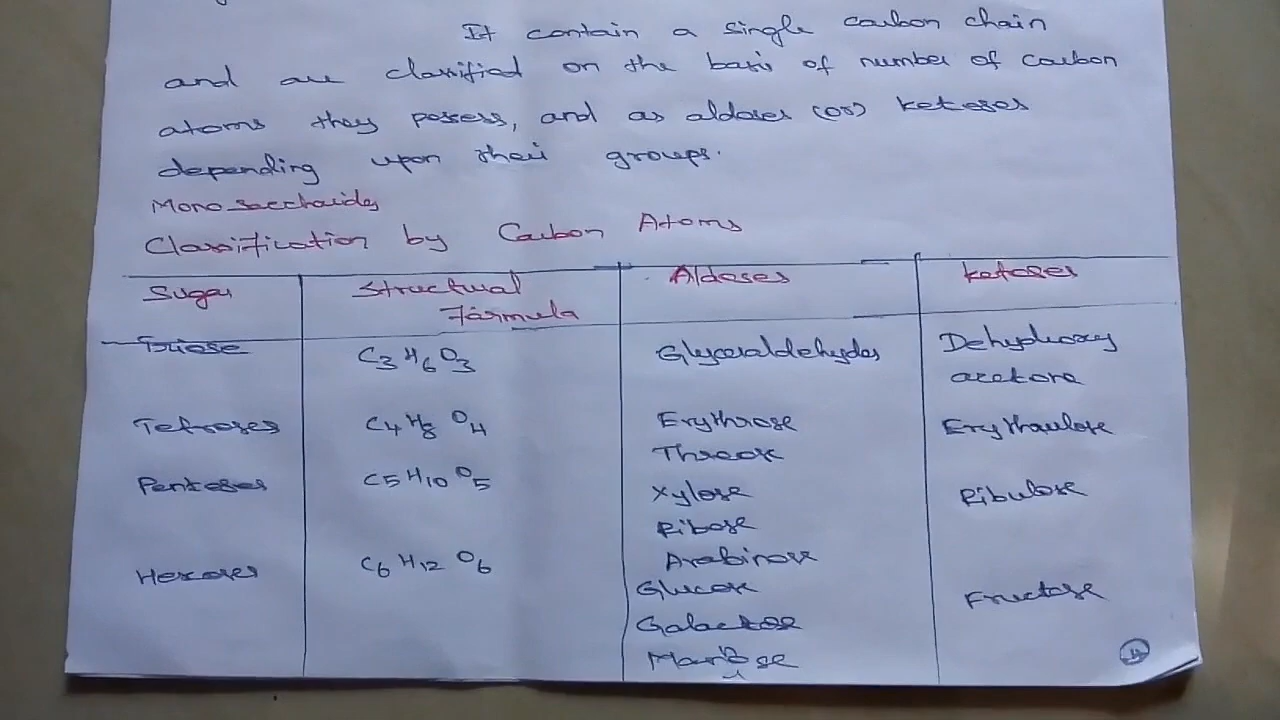 It contain a single carbon chain
and are classified on the basis of number of carbon
atoms they possess, and as aldoses (or) ketoses
depending upon their groups.
Monosaccharides
Classification by Carbon Atoms
Sugar Structural Formula Aldoses Ketoses
Triose C3H6O3 Glyceraldehydes Dehydroxy
acetone
Tetroses C4H8O4 Erythrose Erythrulose
Threose
Pentoses C5H10O5 Xylose Ribulose
Ribose
Arabinose
Hexoses C6H12O6 Glucose Fructose
Galactose